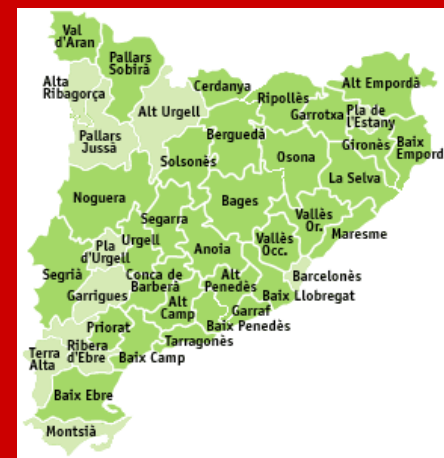 Val
d'Aran
Pallars
Sobirà
Alta
Ribagorça
Cerdanya
Alt Empordà
Ripollès
Alt Urgell
Garrotxa
Pla de
l'Estany
Pallars
Jussà
Berguedà
Gironès
Baix
Empord
Solsonès
Osona
La Selva
Noguera
Bages
Segarra
Vallès
Or.
Maresme
Pla
d'Urgell
Urgell
Anoia
Vallès
Occ.
Segrià
Conca de
Barberà
Alt
Penedès
Barcelonès
Garrigues
Baix Llobregat
Alt
Camp
Garraf
Priorat
Baix Penedès
Tarragonès
Terra
Alta
Ribera
d'Ebre
Baix Camp
Baix Ebre
Montsià